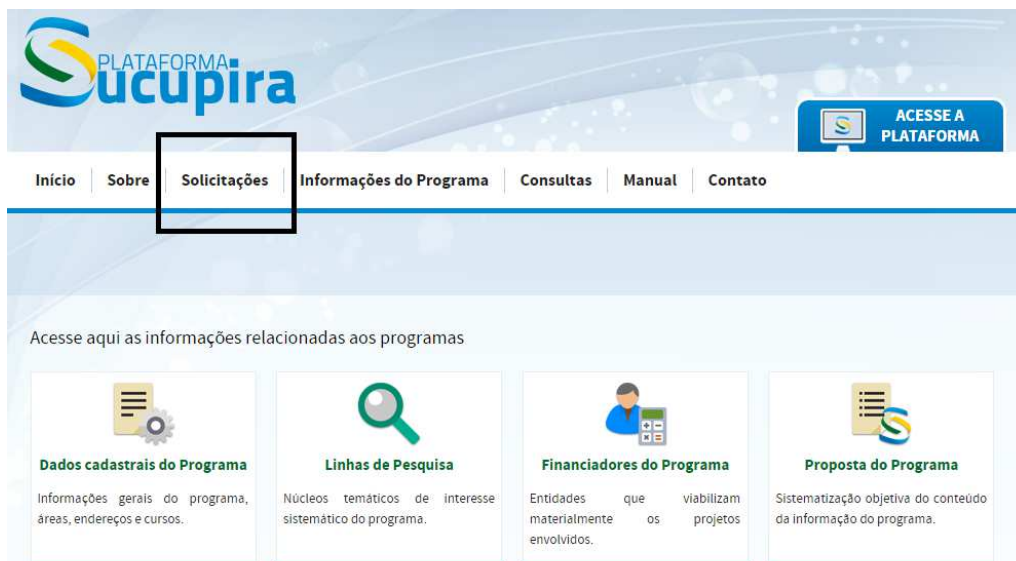 PLATAFORMA
Sucupira
ACESSE A
PLATAFORMA
Início Sobre Solicitações Informações do Programa Consultas Manual Contato
Acesse aqui as informações relacionadas aos programas
Dados cadastrais do Programa
Informações gerais do programa,
áreas, endereços e cursos.
Linhas de Pesquisa
Núcleos temáticos de interesse
sistemático do programa.
Financiadores do Programa
Entidades que viabilizam
materialmente os projetos
envolvidos.
Proposta do Programa
Sistematização objetiva do conteúdo
da informação do programa.